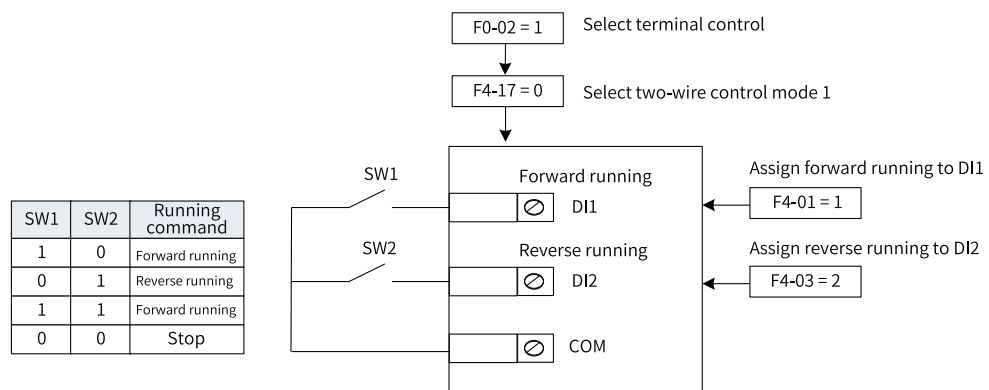 F0-02 = 1
Select terminal control
F4-17 = 0
Select two-wire control mode 1
SW1 SW2 Running command
1 0 Forward running
0 1 Reverse running
1 1 Forward running
0 0 Stop
SW1
SW2
Forward running
DI1
Reverse running
DI2
COM
Assign forward running to DI1
F4-01 = 1
Assign reverse running to DI2
F4-03 = 2